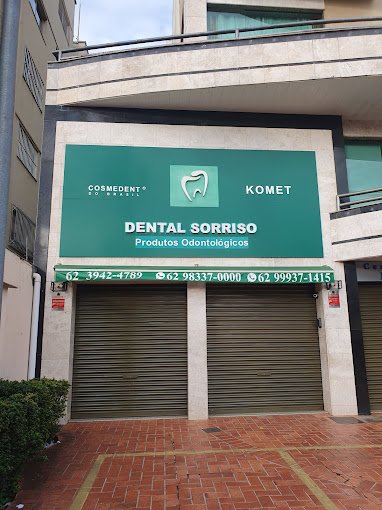 COSMEDENT®
DO BRASIL
KOMET
DENTAL SORRISO
Produtos Odontológicos
62 3942-4789 62 98337-0000 62 99937-1415